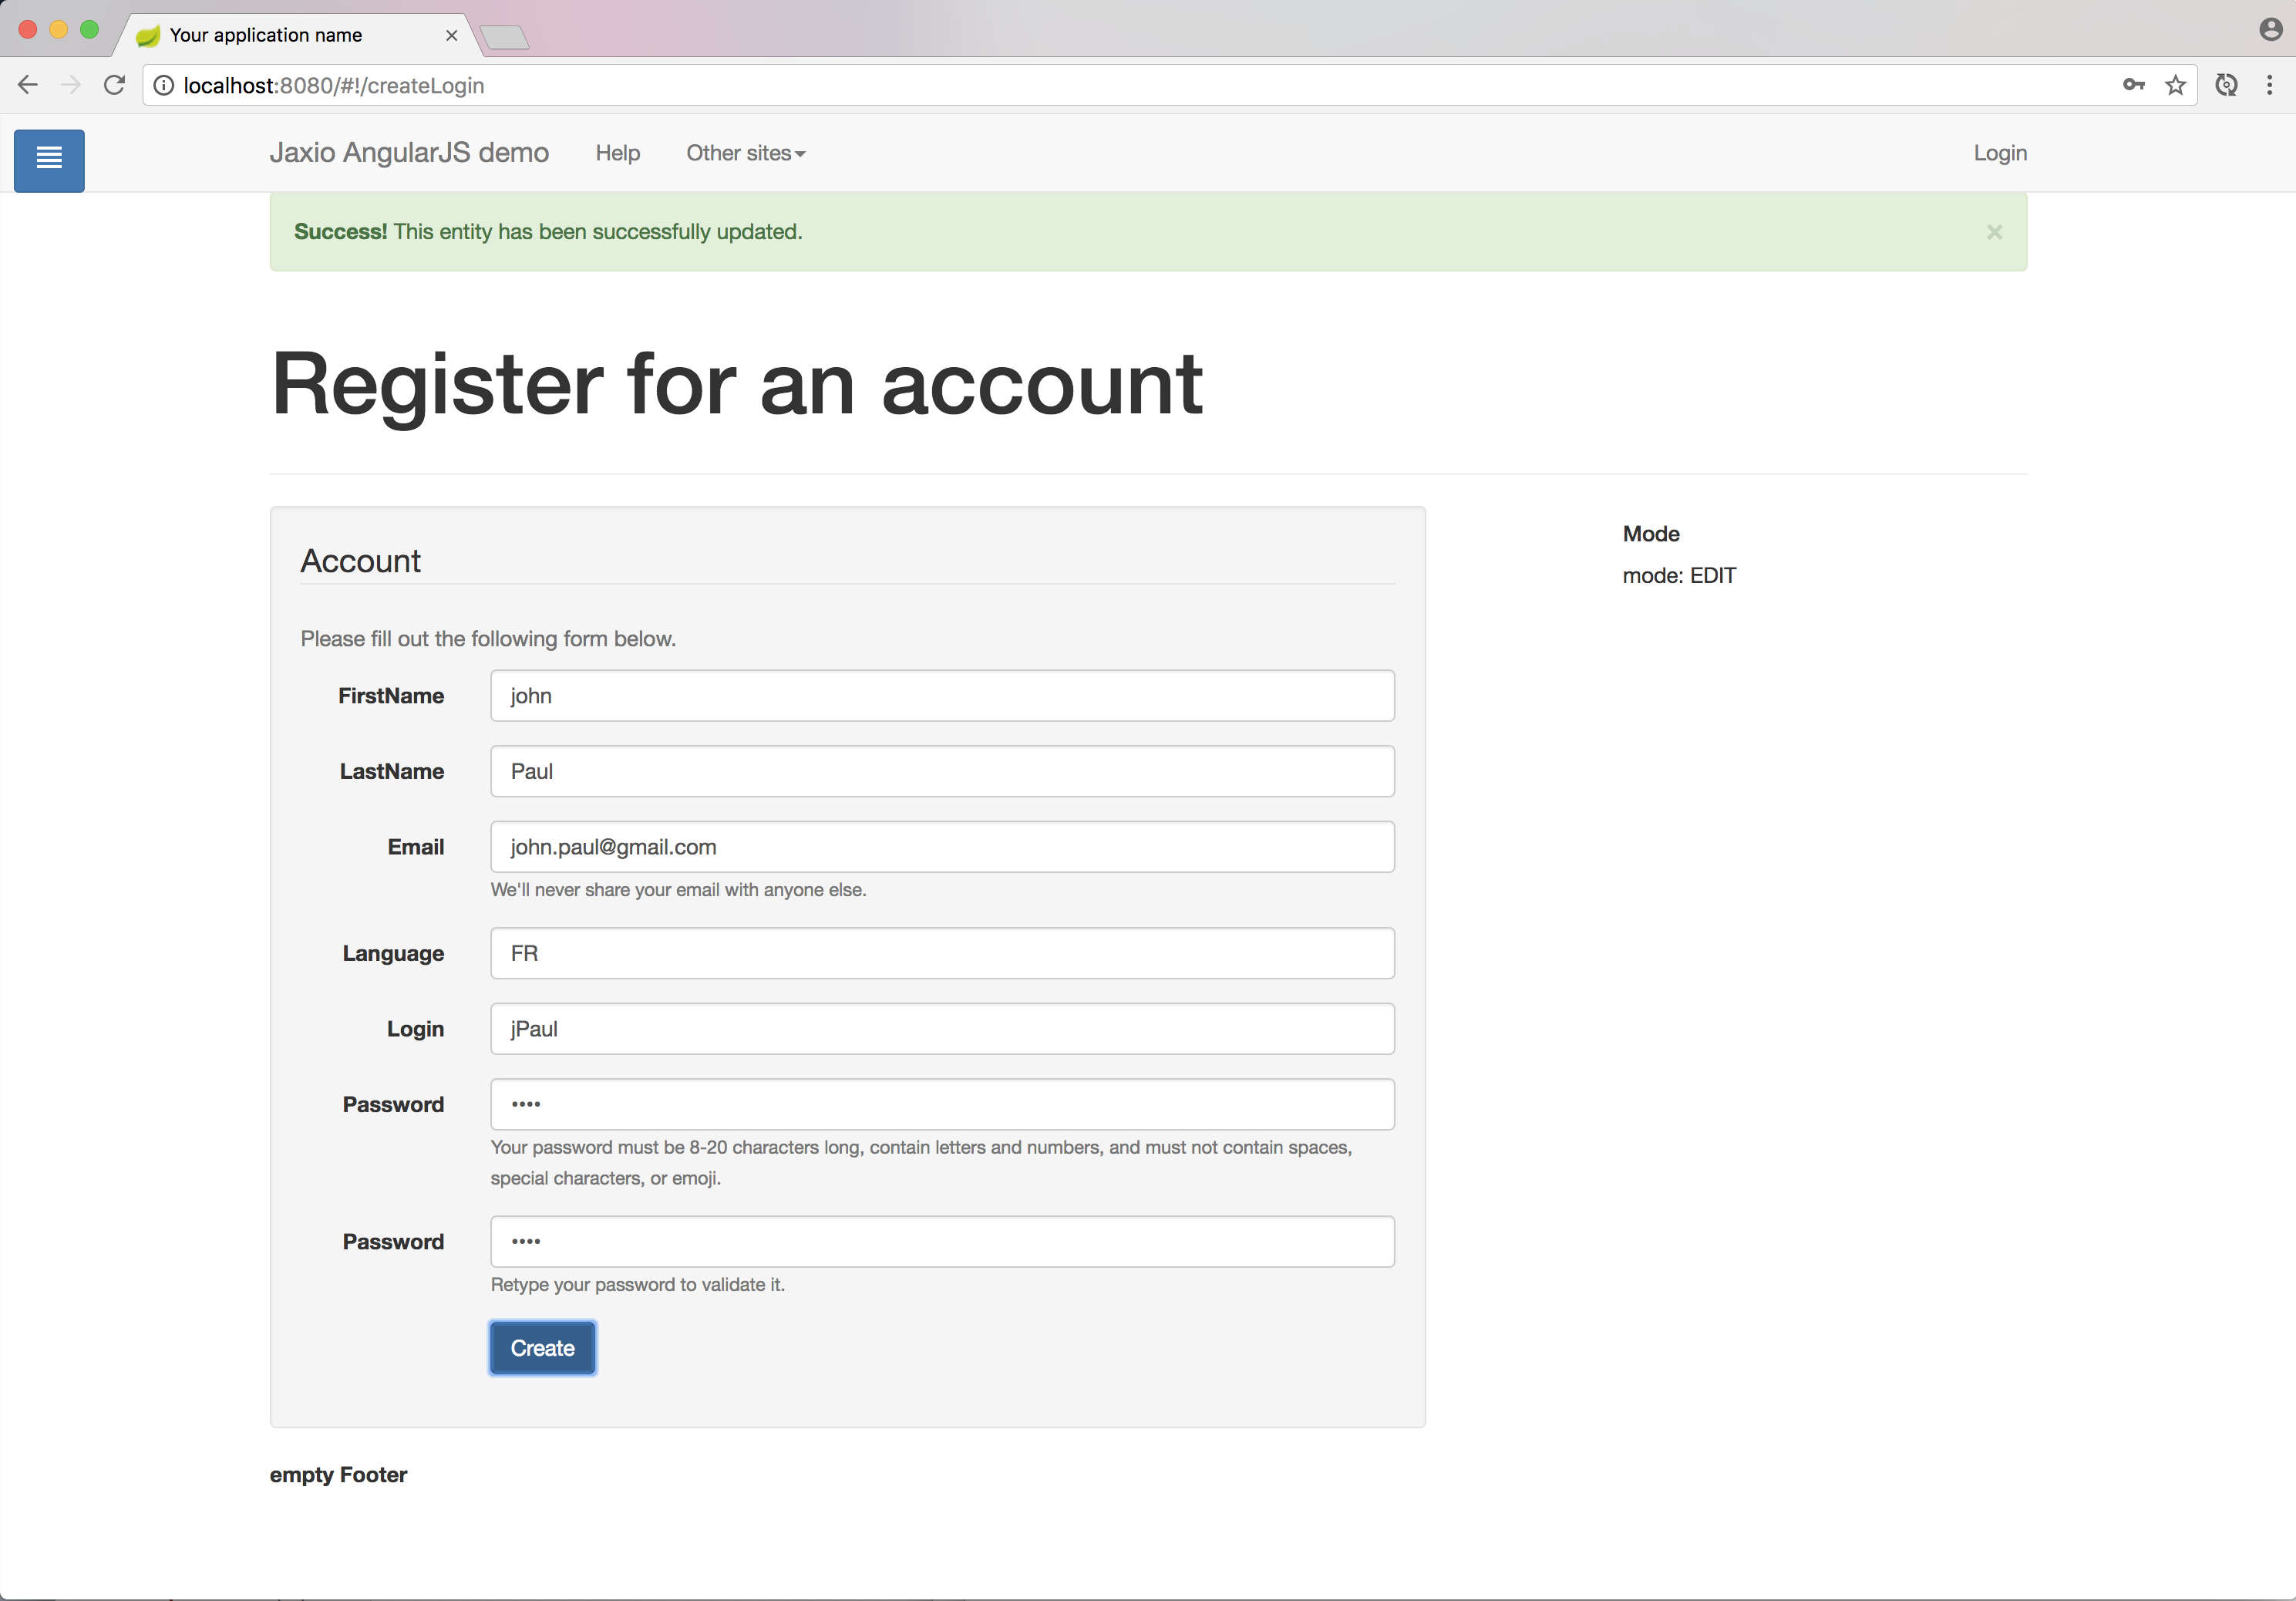 Your application name
localhost:8080/#!/createLogin
Jaxio AngularJS demo Help Other sites Login
Success! This entity has been successfully updated. ×
Register for an account
Account
Mode
mode: EDIT
Please fill out the following form below.
FirstName john
LastName Paul
Email john.paul@gmail.com
We'll never share your email with anyone else.
Language FR
Login jPaul
Password ••••
Your password must be 8-20 characters long, contain letters and numbers, and must not contain spaces,
special characters, or emoji.
Password ••••
Retype your password to validate it.
Create
empty Footer